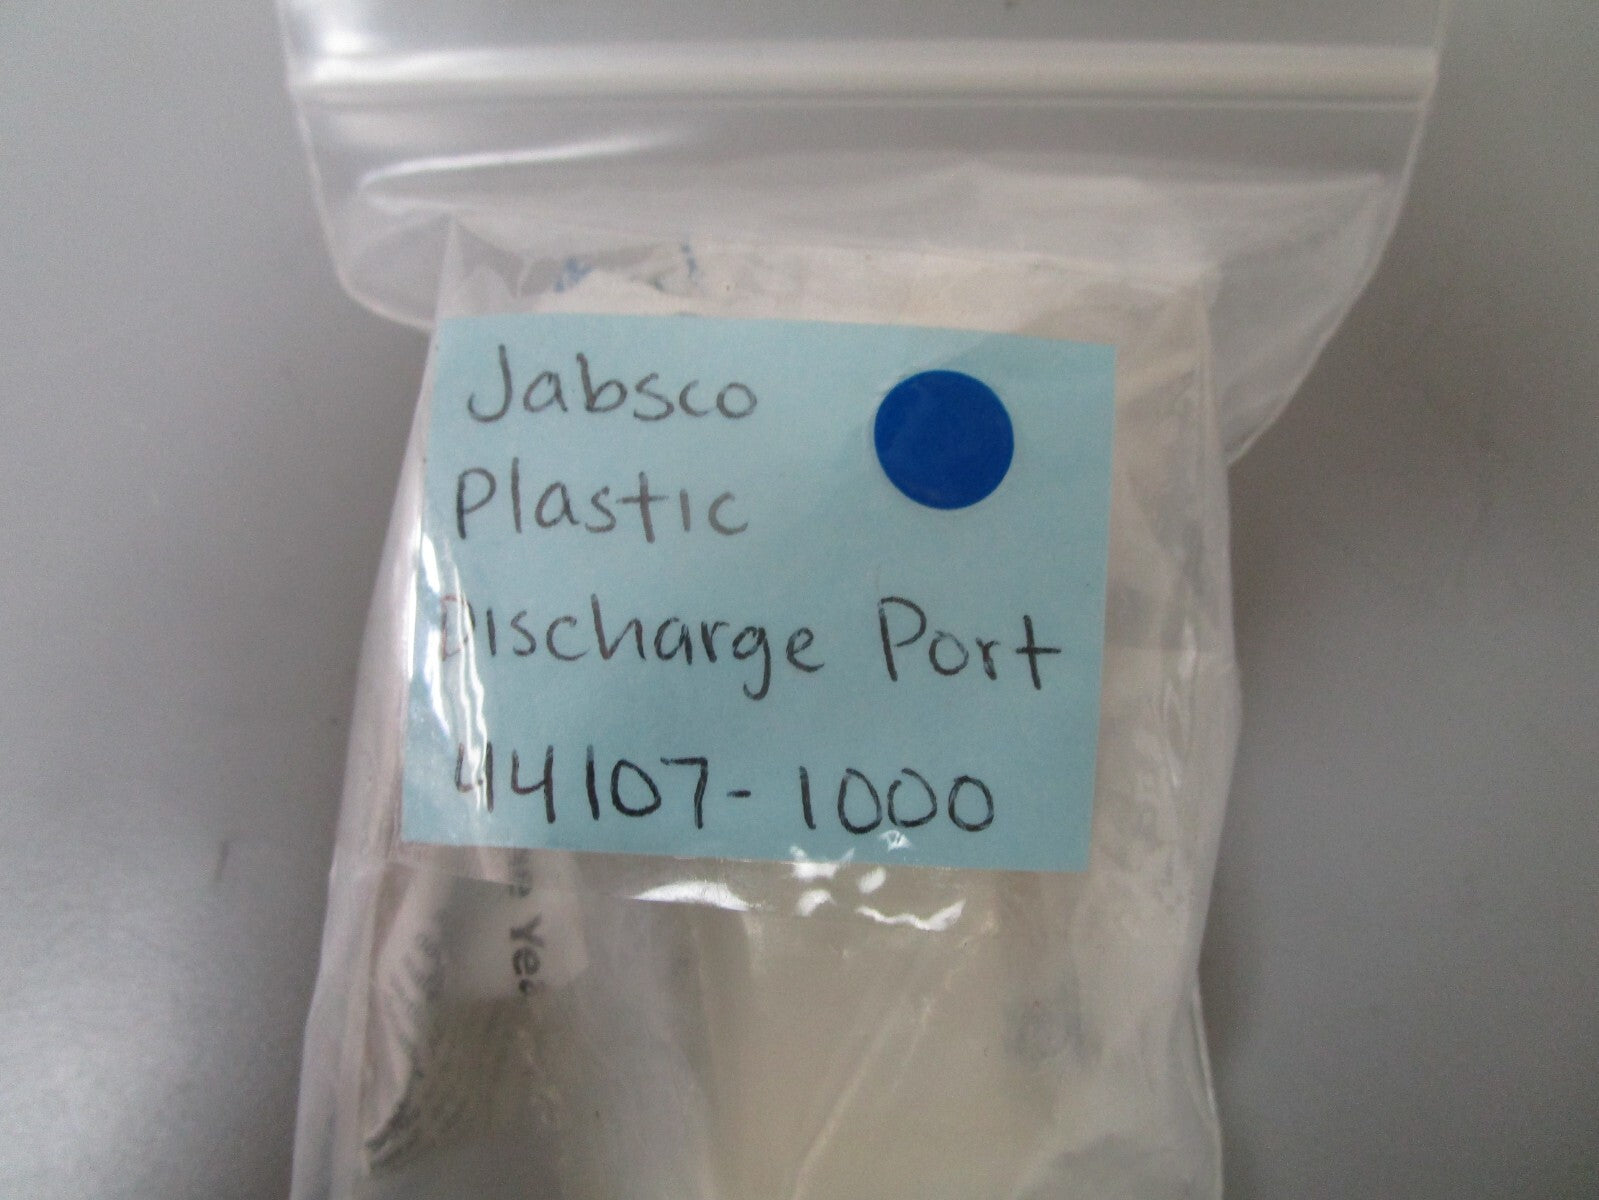 Jabsco
Plastic
Discharge Port
44107-1000